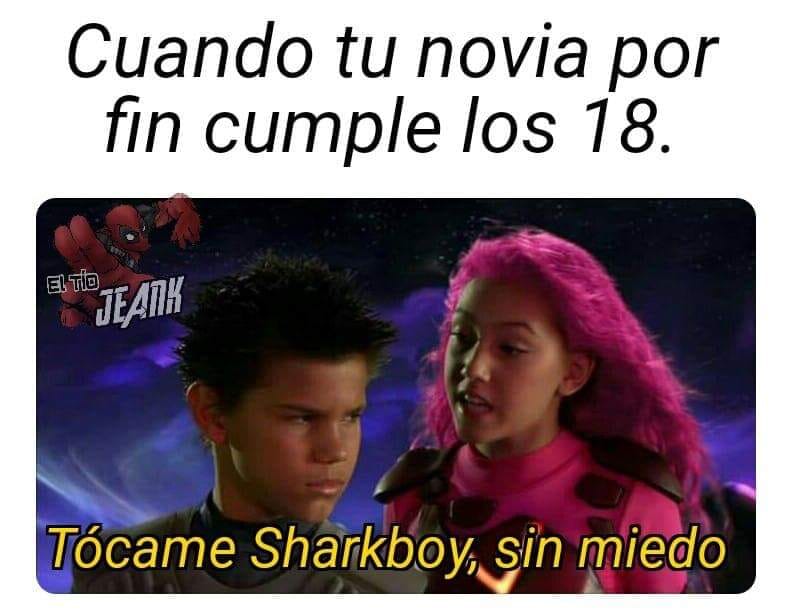 Cuando tu novia por
fin cumple los 18.
EL TÍO
JEANK
Tócame Sharkboy, sin miedo